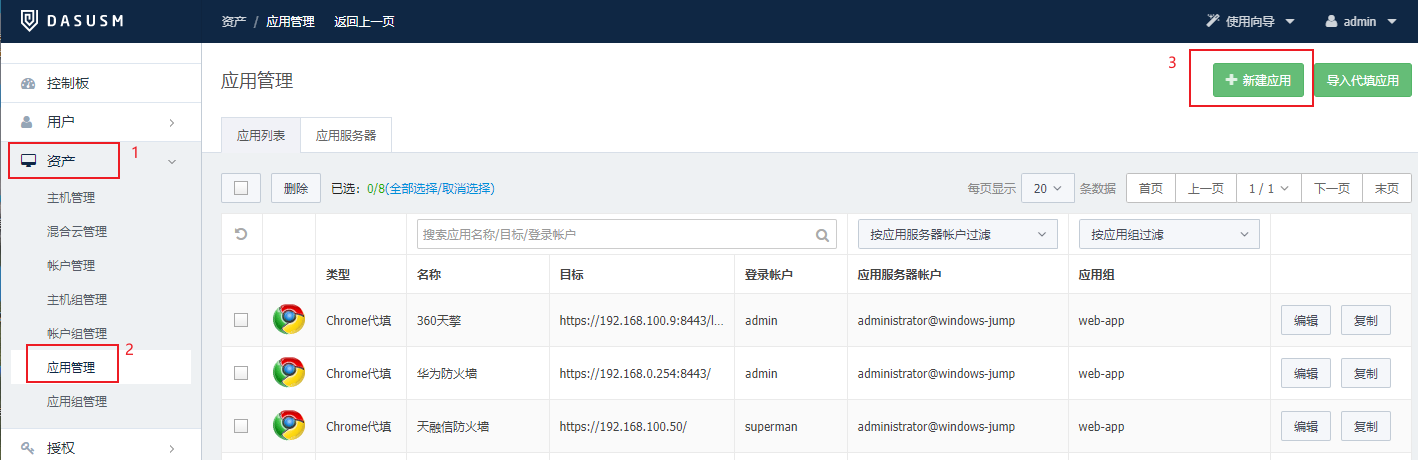 DASUSM 资产 / 应用管理 返回上一页 使用向导 admin
控制板
用户
1 资产
主机管理
混合云管理
帐户管理
主机组管理
帐户组管理
2 应用管理
应用组管理
授权
应用管理 3 新建应用 导入代填应用
应用列表 应用服务器
删除 已选：0/8(全部选择/取消选择) 每页显示 20 条数据 首页 上一页 1 / 1 下一页 末页
搜索应用名称/目标/登录帐户 按应用服务器帐户过滤 按应用组过滤
类型 名称 目标 登录帐户 应用服务器帐户 应用组
Chrome代填 360天擎 https://192.168.100.9:8443/l... admin administrator@windows-jump web-app 编辑 复制
Chrome代填 华为防火墙 https://192.168.0.254:8443/ admin administrator@windows-jump web-app 编辑 复制
Chrome代填 天融信防火墙 https://192.168.100.50/ superman administrator@windows-jump web-app 编辑 复制